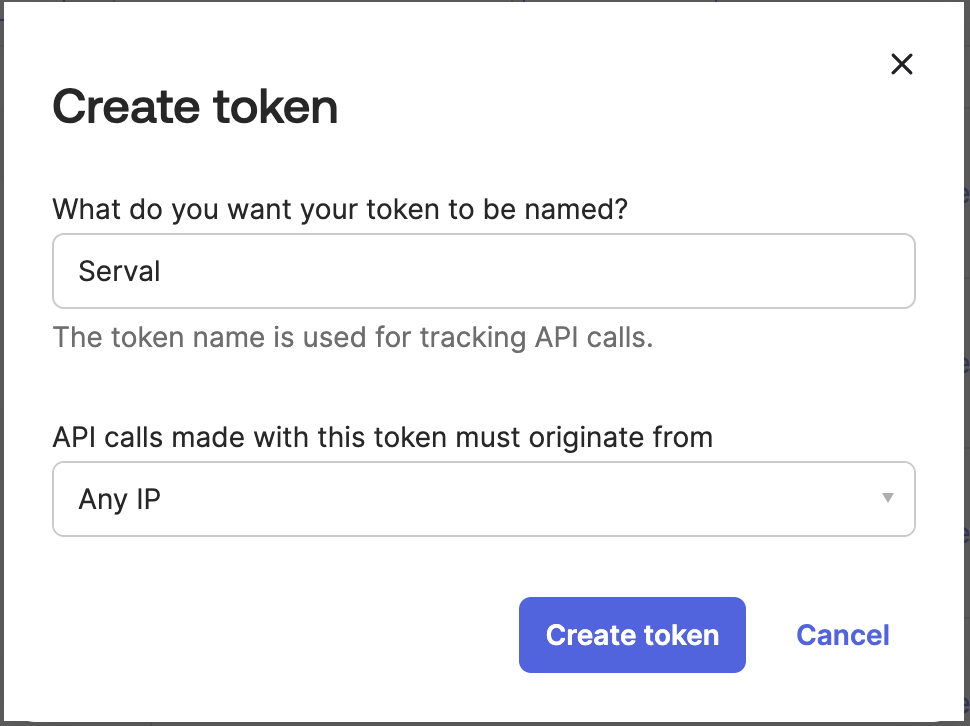 Create token
What do you want your token to be named?
Serval
The token name is used for tracking API calls.
API calls made with this token must originate from
Any IP
Create token
Cancel